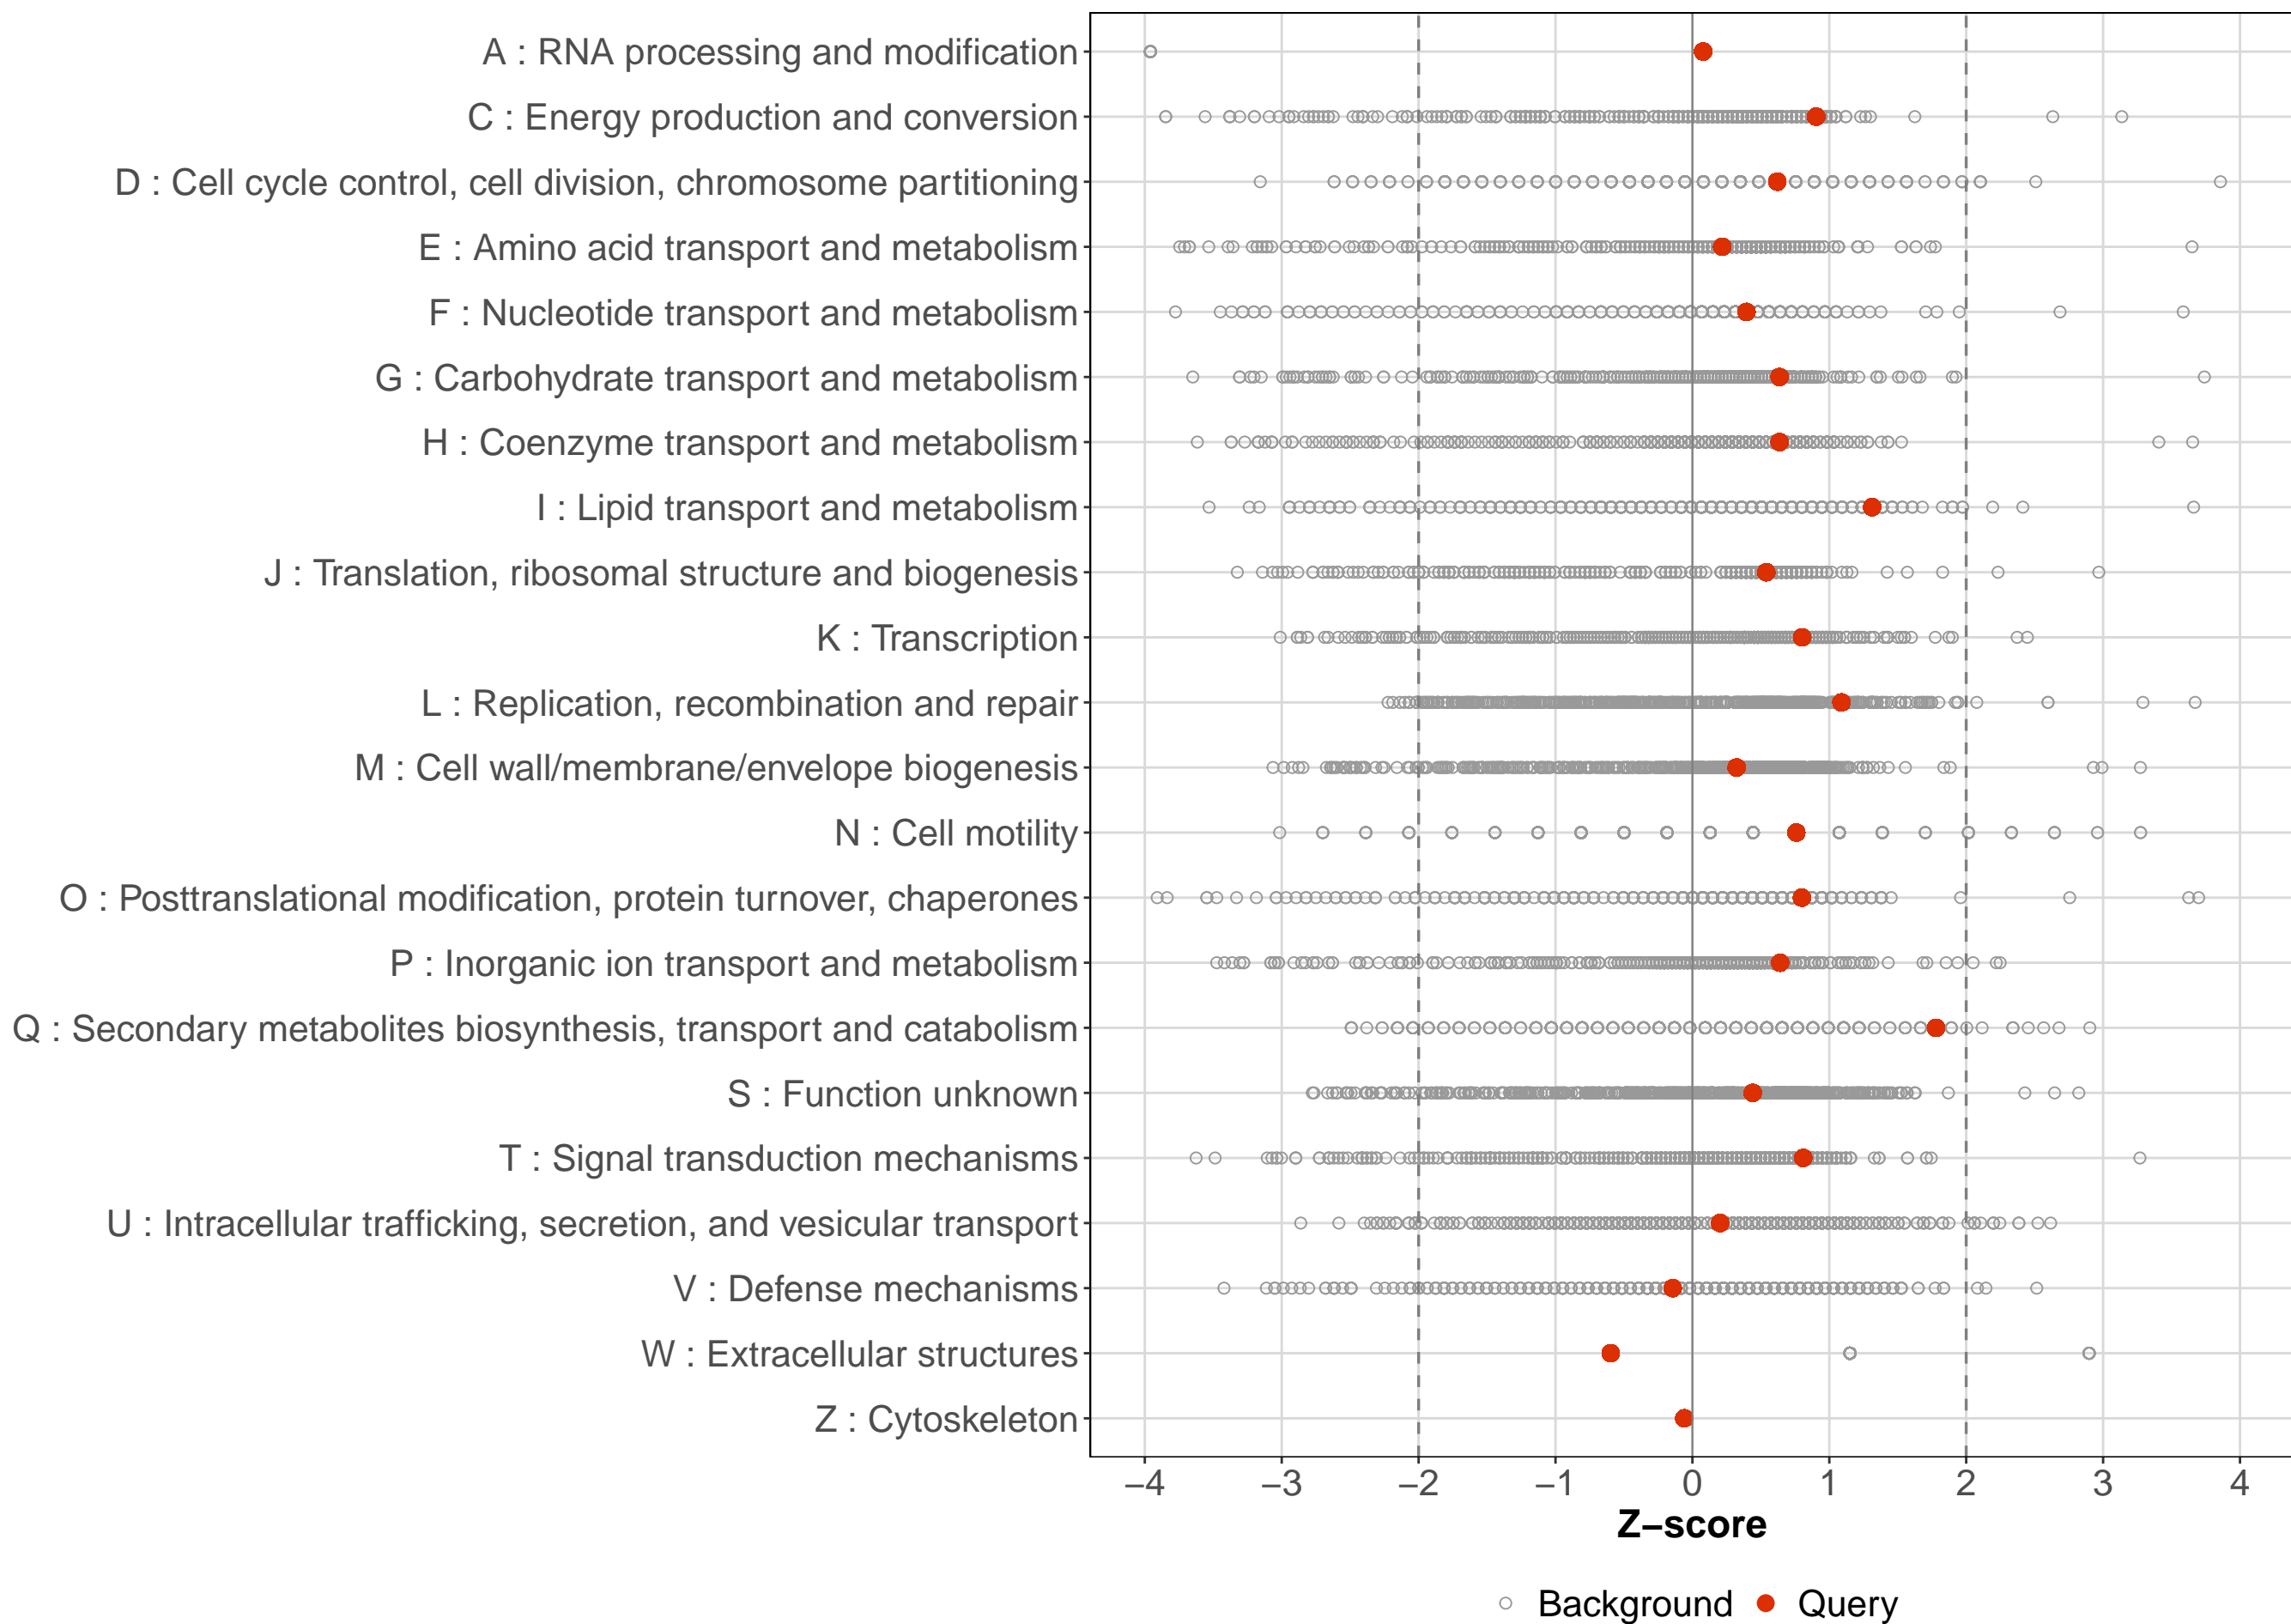 A : RNA processing and modification
C : Energy production and conversion
D : Cell cycle control, cell division, chromosome partitioning
E : Amino acid transport and metabolism
F : Nucleotide transport and metabolism
G : Carbohydrate transport and metabolism
H : Coenzyme transport and metabolism
I : Lipid transport and metabolism
J : Translation, ribosomal structure and biogenesis
K : Transcription
L : Replication, recombination and repair
M : Cell wall/membrane/envelope biogenesis
N : Cell motility
O : Posttranslational modification, protein turnover, chaperones
P : Inorganic ion transport and metabolism
Q : Secondary metabolites biosynthesis, transport and catabolism
S : Function unknown
T : Signal transduction mechanisms
U : Intracellular trafficking, secretion, and vesicular transport
V : Defense mechanisms
W : Extracellular structures
Z : Cytoskeleton
−4 −3 −2 −1 0 1 2 3 4
Z−score
Background Query